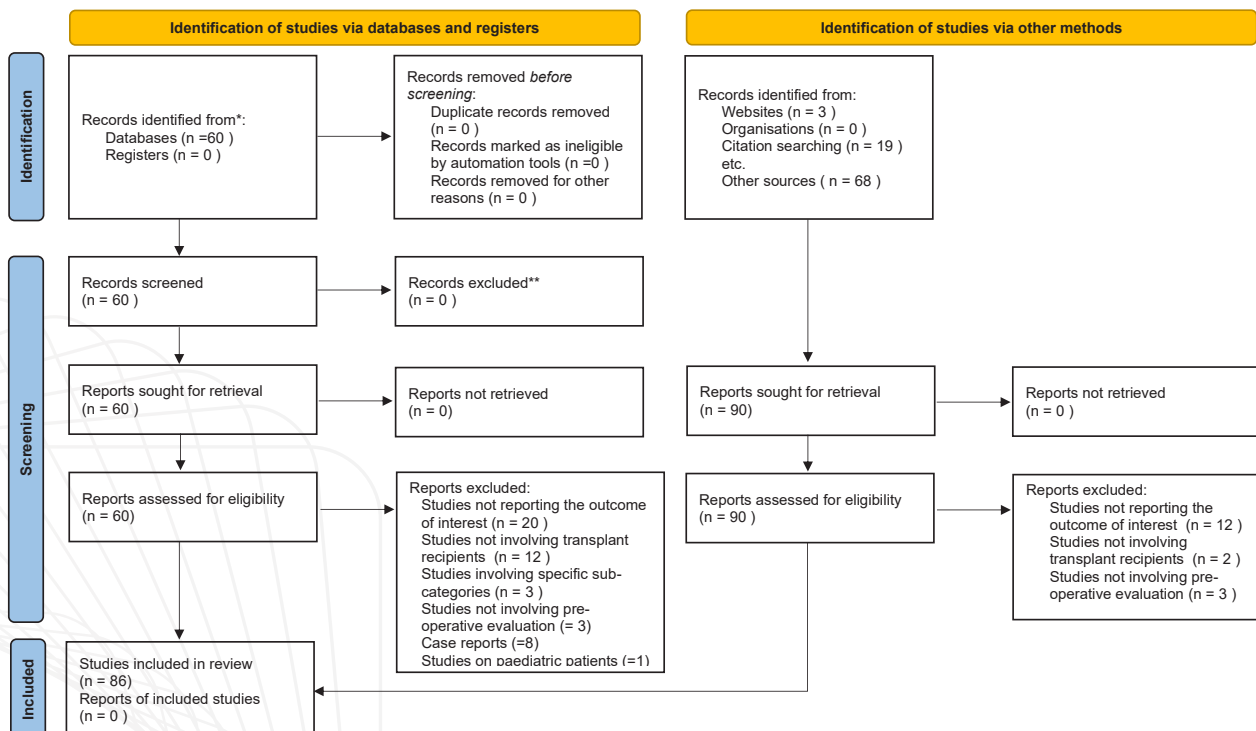 Identification of studies via databases and registers
Identification of studies via other methods
Identification
Records identified from*:
Databases (n =60 )
Registers (n = 0 )
Records removed before
screening:
Duplicate records removed
(n = 0 )
Records marked as ineligible
by automation tools (n =0 )
Records removed for other
reasons (n = 0 )
Records identified from:
Websites (n = 3 )
Organisations (n = 0 )
Citation searching (n = 19 )
etc.
Other sources ( n = 68 )
Screening
Records screened
(n = 60 )
Records excluded**
(n = 0 )
Reports sought for retrieval
(n = 60 )
Reports not retrieved
(n = 0)
Reports sought for retrieval
(n = 90)
Reports not retrieved
(n = 0 )
Reports assessed for eligibility
(n = 60)
Reports excluded:
Studies not reporting the outcome
of interest (n = 20 )
Studies not involving transplant
recipients (n = 12 )
Studies involving specific sub-
categories (n = 3 )
Studies not involving pre-
operative evaluation (= 3)
Case reports (=8)
Studies on paediatric patients (=1)
Reports assessed for eligibility
(n = 90 )
Reports excluded:
Studies not reporting the
outcome of interest (n = 12 )
Studies not involving
transplant recipients (n = 2 )
Studies not involving pre-
operative evaluation (n = 3 )
Included
Studies included in review
(n = 86)
Reports of included studies
(n = 0 )